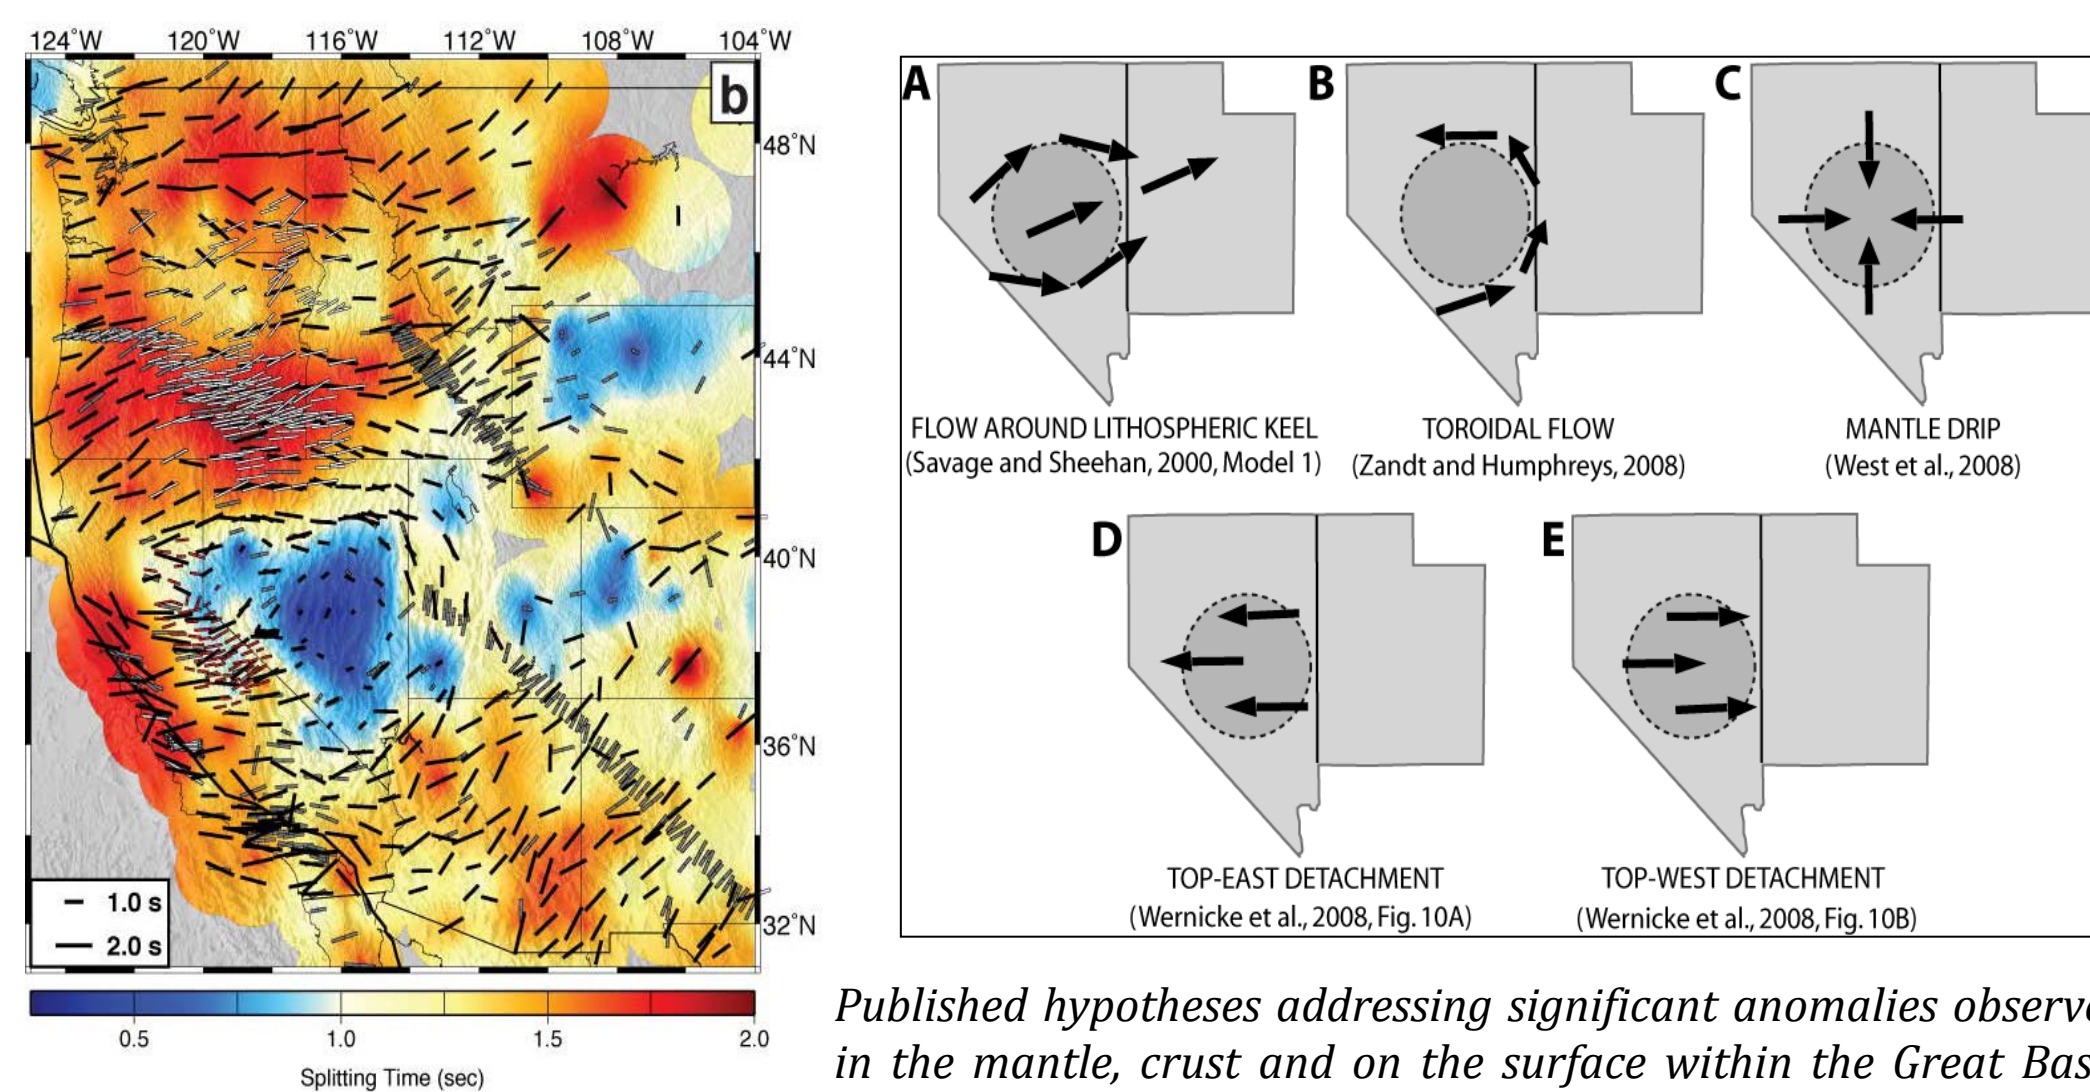 124°W 120°W 116°W 112°W 108°W 104°W
b
48°N
44°N
40°N
36°N
32°N
1.0 s
2.0 s
0.5 1.0 1.5 2.0
Splitting Time (sec)
A B C
FLOW AROUND LITHOSPHERIC KEEL
(Savage and Sheehan, 2000, Model 1)
TOROIDAL FLOW
(Zandt and Humphreys, 2008)
MANTLE DRIP
(West et al., 2008)
D E
TOP-EAST DETACHMENT
(Wernicke et al., 2008, Fig. 10A)
TOP-WEST DETACHMENT
(Wernicke et al., 2008, Fig. 10B)
Published hypotheses addressing significant anomalies observe
in the mantle, crust and on the surface within the Great Bas